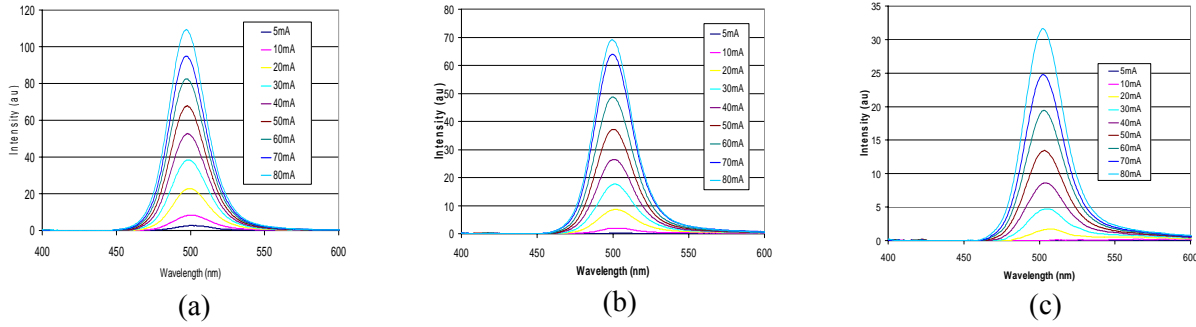 120
100
80
60
40
20
0
400 450 500 550 600
Intensity (au)
Wavelength (nm)
5mA
10mA
20mA
30mA
40mA
50mA
60mA
70mA
80mA
(a)
80
70
60
50
40
30
20
10
0
400 450 500 550 600
Intensity (au)
Wavelength (nm)
5mA
10mA
20mA
30mA
40mA
50mA
60mA
70mA
80mA
(b)
35
30
25
20
15
10
5
0
400 450 500 550 600
Intensity (au)
Wavelength (nm)
5mA
10mA
20mA
30mA
40mA
50mA
60mA
70mA
80mA
(c)